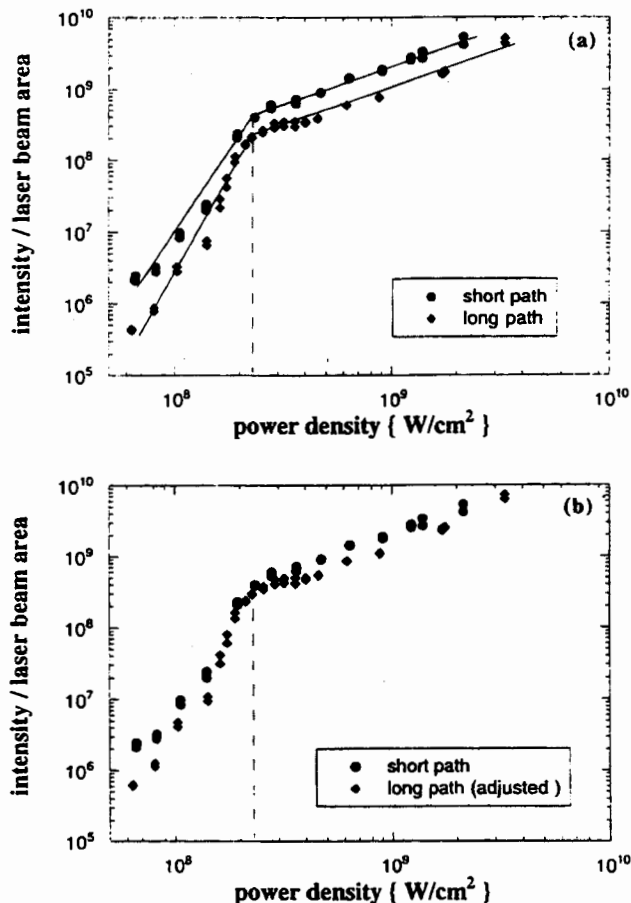 (a)
10^10
10^9
10^8
10^7
10^6
10^5
intensity / laser beam area
short path
long path
10^8
10^9
10^10
power density { W/cm^2 }
(b)
10^10
10^9
10^8
10^7
10^6
10^5
intensity / laser beam area
short path
long path (adjusted )
10^8
10^9
10^10
power density { W/cm^2 }